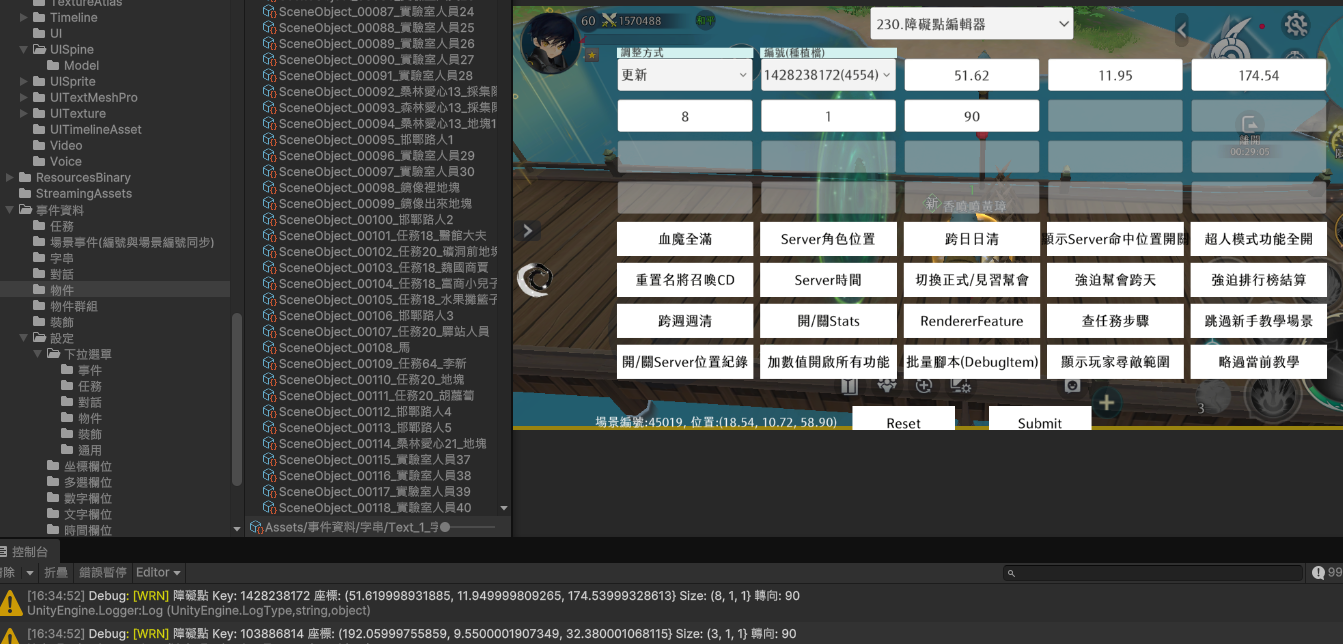 TextureAtlas
Timeline
UI
UISpine
Model
UISprite
UITextMeshPro
UITexture
UITimelineAsset
Video
Voice
ResourcesBinary
StreamingAssets
事件資料
任務
場景事件(編號與場景編號同步)
字串
對話
物件
物件群組
裝飾
設定
下拉選單
事件
任務
對話
物件
裝飾
通用
坐標欄位
多選欄位
數字欄位
文字欄位
時間欄位
SceneObject_00087_實驗室人員24
SceneObject_00088_實驗室人員25
SceneObject_00089_實驗室人員26
SceneObject_00090_實驗室人員27
SceneObject_00091_實驗室人員28
SceneObject_00092_桑林愛心13_採集
SceneObject_00093_森林愛心13_採集
SceneObject_00094_桑林愛心13_地塊1
SceneObject_00095_邯鄲路人1
SceneObject_00096_實驗室人員29
SceneObject_00097_實驗室人員30
SceneObject_00098_鏡像裡地塊
SceneObject_00099_鏡像出來地塊
SceneObject_00100_邯鄲路人2
SceneObject_00101_任務18_醫館大夫
SceneObject_00102_任務20_礦洞前地塊
SceneObject_00103_任務18_魏國商賈
SceneObject_00104_任務18_富商小兒子
SceneObject_00105_任務18_水果攤籃子
SceneObject_00106_邯鄲路人3
SceneObject_00107_任務20_驛站人員
SceneObject_00108_馬
SceneObject_00109_任務64_李新
SceneObject_00110_任務20_地塊
SceneObject_00111_任務20_胡蘿蔔
SceneObject_00112_邯鄲路人4
SceneObject_00113_邯鄲路人5
SceneObject_00114_桑林愛心21_地塊
SceneObject_00115_實驗室人員37
SceneObject_00116_實驗室人員38
SceneObject_00117_實驗室人員39
SceneObject_00118_實驗室人員40
Assets/事件資料/字串/Text_1_字
60 1570488 和平
230.障礙點編輯器
調整方式 編號(種植檔)
更新 1428238172(4554) 51.62 11.95 174.54
8 1 90
離開
00:29.05
新
血魔全滿 Server角色位置 跨日日清 顯示Server命中位置開關 超人模式功能全開
重置名將召喚CD Server時間 切換正式/見習幫會 強迫幫會跨天 強迫排行榜結算
跨週週清 開/關Stats RendererFeature 查任務步驟 跳過新手教學場景
開/關Server位置紀錄 加數值開啟所有功能 批量腳本(DebugItem) 顯示玩家尋敵範圍 略過當前教學
3
場景編號:45019, 位置:(18.54, 10.72, 58.90) Reset Submit
控制台
除 折疊 錯誤暫停 Editor 99
[16:34:52] Debug: [WRN] 障礙點 Key: 1428238172 座標: (51.619998931885, 11.949999809265, 174.53999328613} Size: (8, 1, 1} 轉向: 90
UnityEngine.Logger:Log (UnityEngine.LogType,string,object)
[16:34:52] Debug: [WRN] 障礙點 Key: 103886814 座標: (192.05999755859, 9.5500001907349, 32.380001068115} Size: (3, 1, 1} 轉向: 90